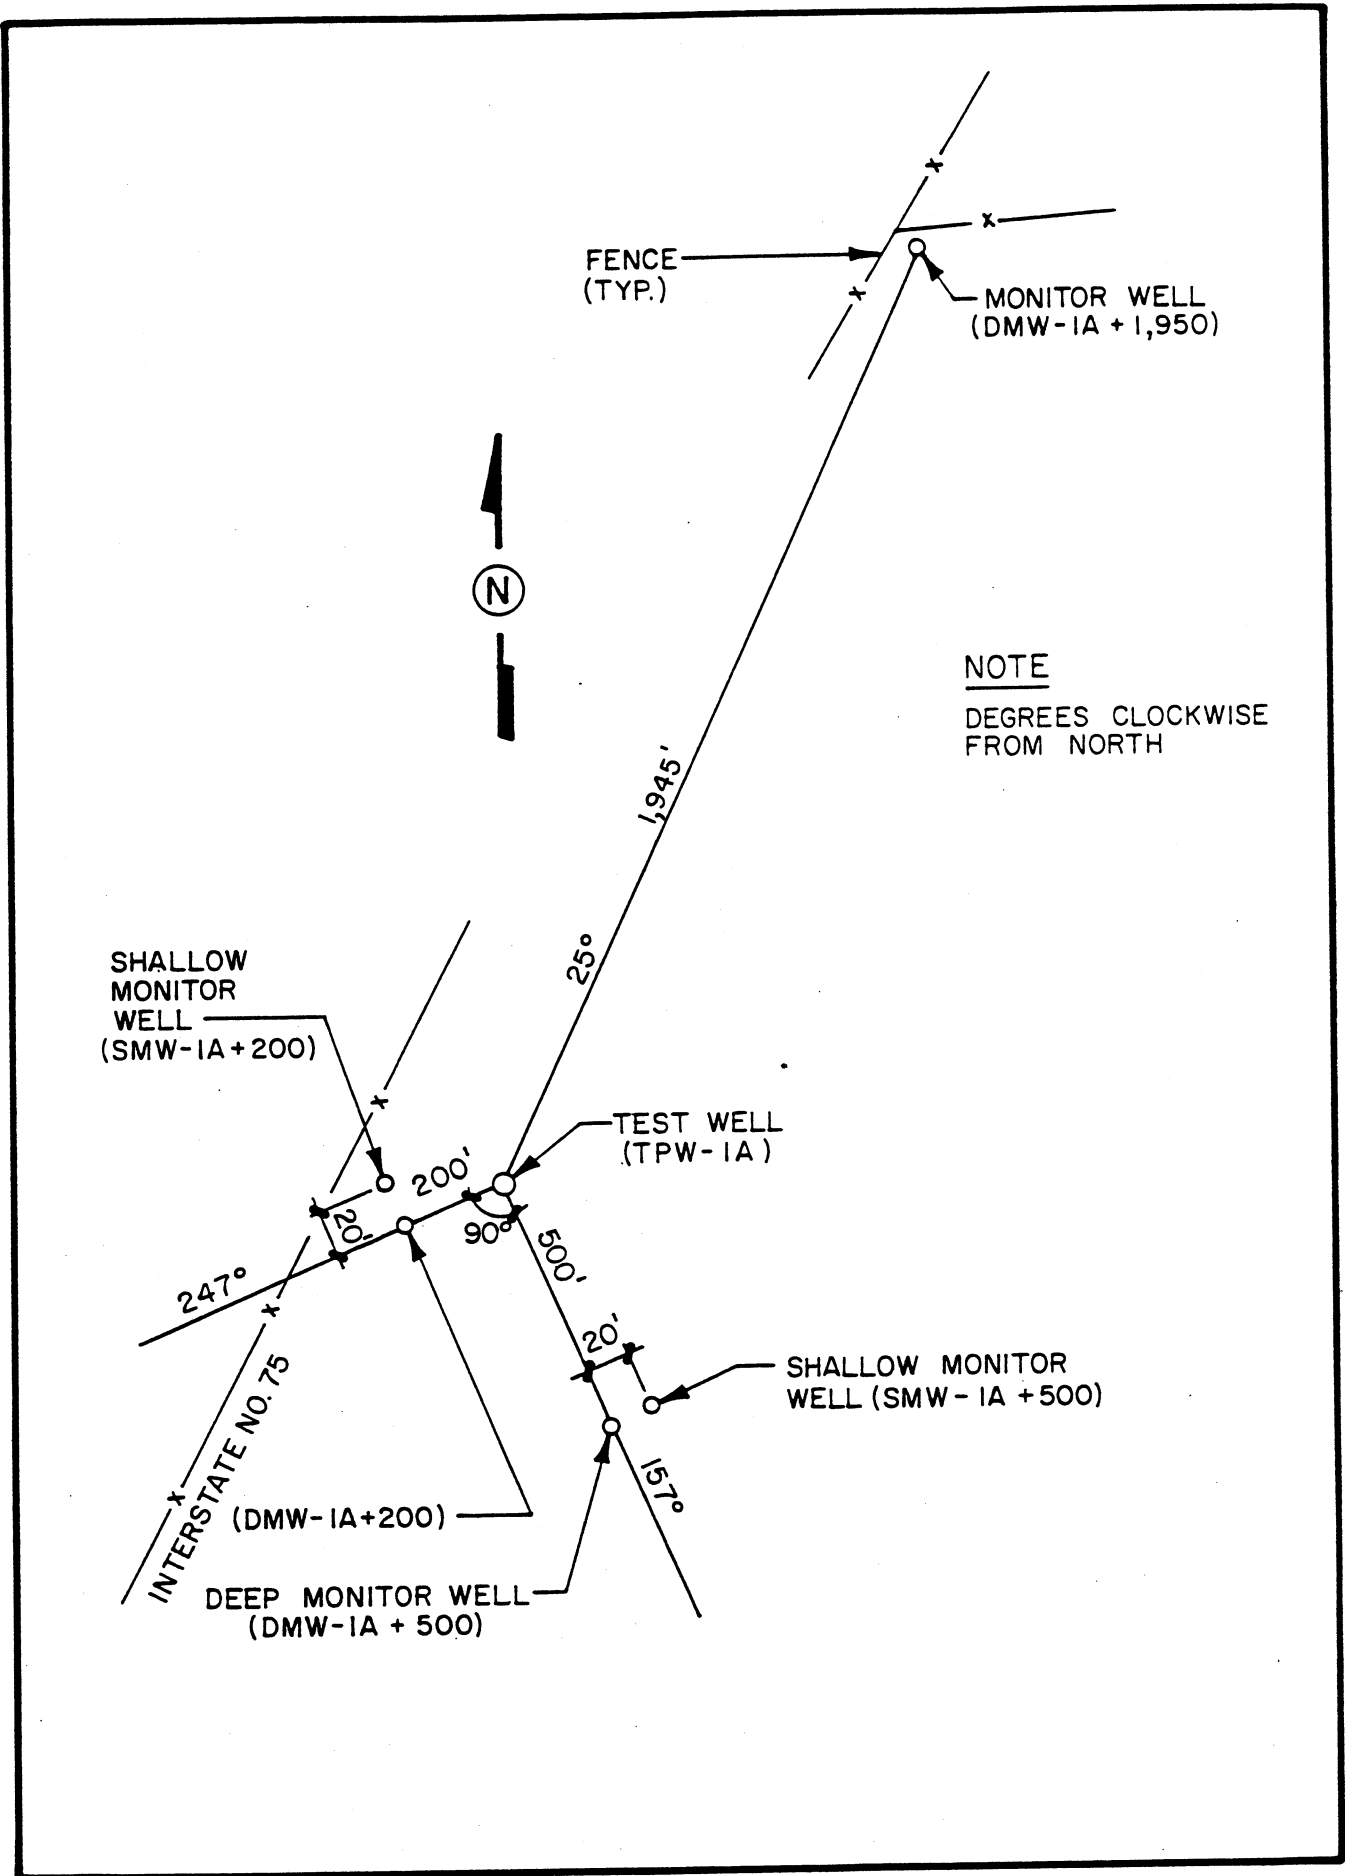 FENCE
(TYP.)
MONITOR WELL
(DMW-1A + 1,950)
N
NOTE
DEGREES CLOCKWISE
FROM NORTH
1,945'
25°
SHALLOW
MONITOR
WELL
(SMW-1A+200)
TEST WELL
(TPW-1A)
200'
20'
90°
500'
247°
20'
SHALLOW MONITOR
WELL (SMW-1A +500)
INTERSTATE NO. 75
157°
(DMW-1A+200)
DEEP MONITOR WELL
(DMW-1A + 500)